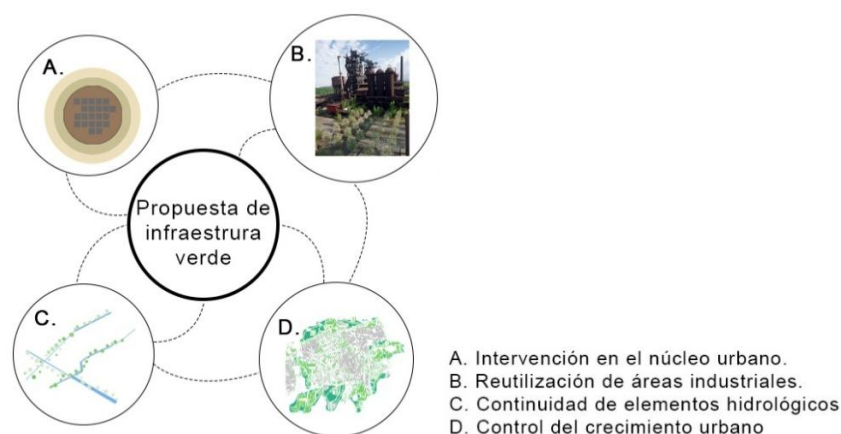 A.
B.
Propuesta de
infraestrura
verde
C.
D.
A. Intervención en el núcleo urbano.
B. Reutilización de áreas industriales.
C. Continuidad de elementos hidrológicos
D. Control del crecimiento urbano